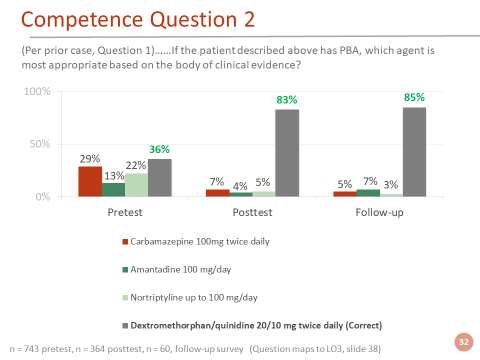 Competence Question 2
(Per prior case, Question 1)......If the patient described above has PBA, which agent is
most appropriate based on the body of clinical evidence?
100%
50%
0%
29%
13%
22%
36%
7%
4%
5%
83%
5%
7%
3%
85%
Pretest
Posttest
Follow-up
Carbamazepine 100mg twice daily
Amantadine 100 mg/day
Nortriptyline up to 100 mg/day
Dextromethorphan/quinidine 20/10 mg twice daily (Correct)
32
n = 743 pretest, n = 364 posttest, n = 60, follow-up survey (Question maps to LO3, slide 38)